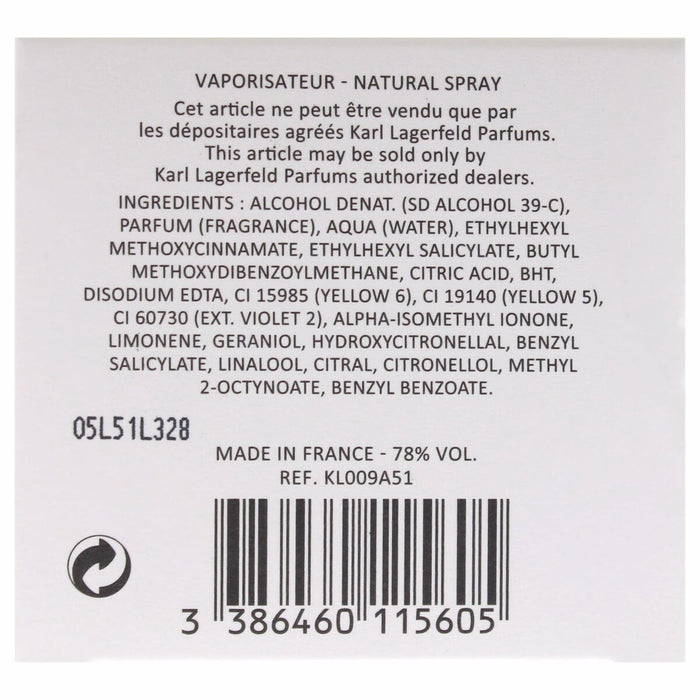 VAPORISATEUR - NATURAL SPRAY
Cet article ne peut être vendu que par
les dépositaires agréés Karl Lagerfeld Parfums.
This article may be sold only by
Karl Lagerfeld Parfums authorized dealers.
INGREDIENTS : ALCOHOL DENAT. (SD ALCOHOL 39-C),
PARFUM (FRAGRANCE), AQUA (WATER), ETHYLHEXYL
METHOXYCINNAMATE, ETHYLHEXYL SALICYLATE, BUTYL
METHOXYDIBENZOYLMETHANE, CITRIC ACID, BHT,
DISODIUM EDTA, CI 15985 (YELLOW 6), CI 19140 (YELLOW 5),
CI 60730 (EXT. VIOLET 2), ALPHA-ISOMETHYL IONONE,
LIMONENE, GERANIOL, HYDROXYCITRONELLAL, BENZYL
SALICYLATE, LINALOOL, CITRAL, CITRONELLOL, METHYL
2-OCTYNOATE, BENZYL BENZOATE.
05L51L328
MADE IN FRANCE - 78% VOL.
REF. KL009A51
3 386460 115605